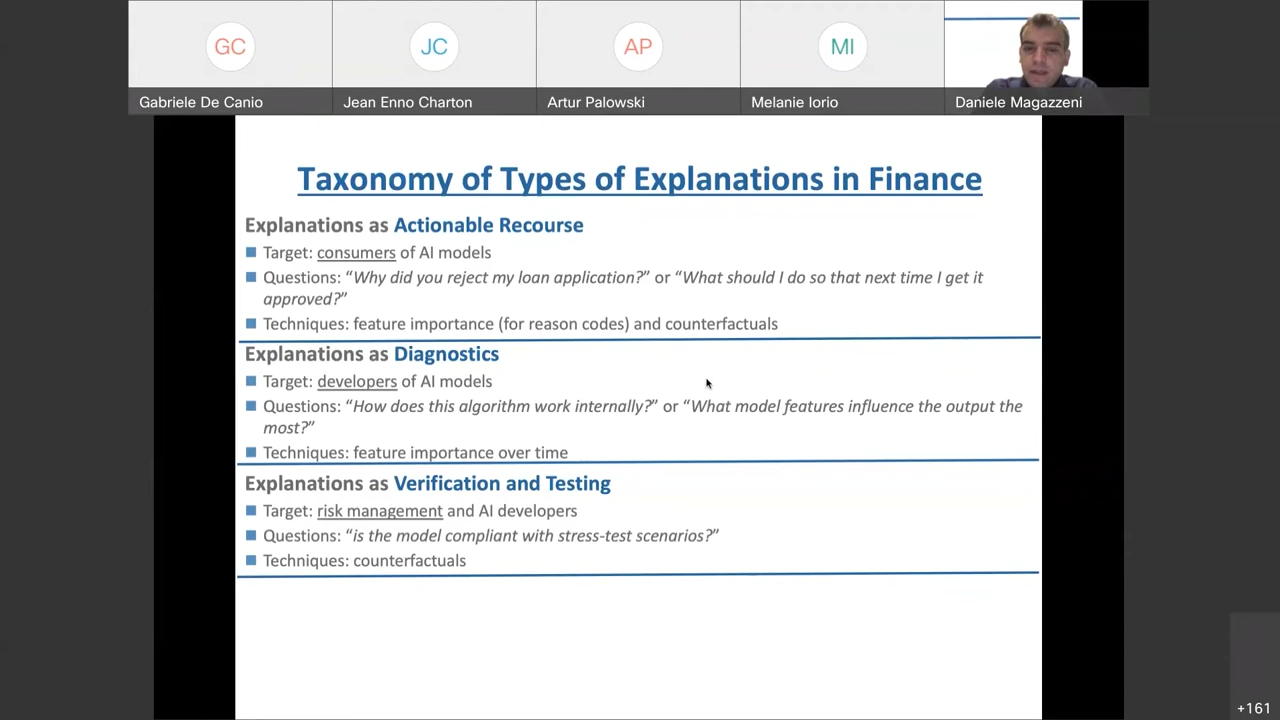 GC
JC
AP
MI
Gabriele De Canio
Jean Enno Charton
Artur Palowski
Melanie Iorio
Daniele Magazzeni
Taxonomy of Types of Explanations in Finance
Explanations as Actionable Recourse
Target: consumers of AI models
Questions: “Why did you reject my loan application?” or “What should I do so that next time I get it
approved?”
Techniques: feature importance (for reason codes) and counterfactuals
Explanations as Diagnostics
Target: developers of AI models
Questions: “How does this algorithm work internally?” or “What model features influence the output the
most?”
Techniques: feature importance over time
Explanations as Verification and Testing
Target: risk management and AI developers
Questions: “is the model compliant with stress-test scenarios?”
Techniques: counterfactuals
+161